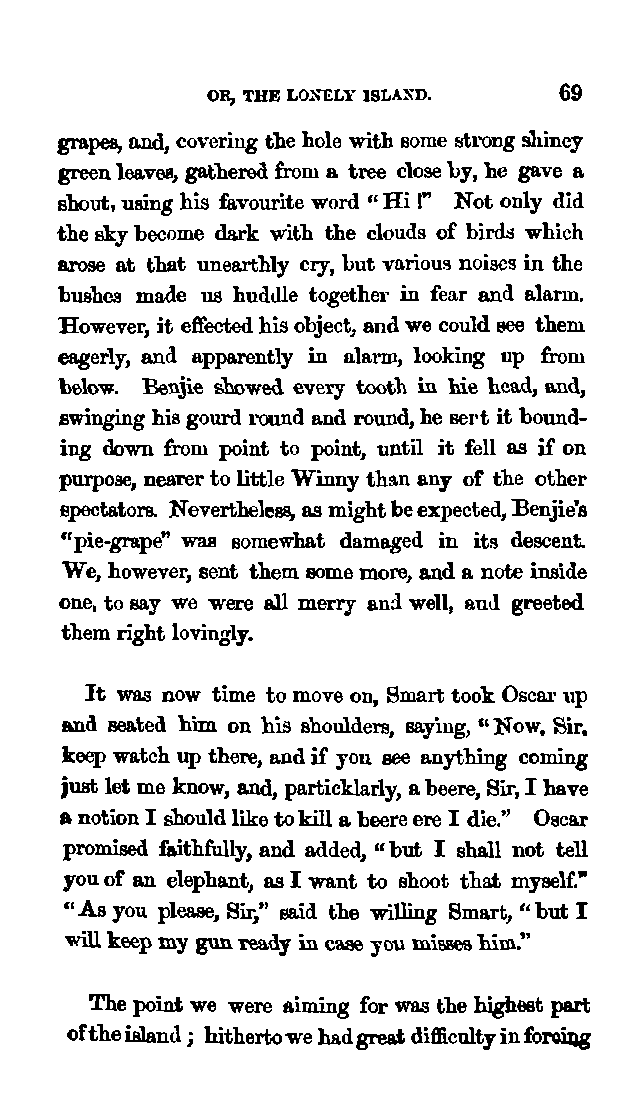 OR, THE LONELY ISLAND. 69
grapes, and, covering the hole with some strong shiney
green leaves, gathered from a tree close by, he gave a
shout, using his favourite word “Hi!” Not only did
the sky become dark with the clouds of birds which
arose at that unearthly cry, but various noises in the
bushes made us huddle together in fear and alarm.
However, it effected his object, and we could see them
eagerly, and apparently in alarm, looking up from
below. Benjie showed every tooth in hie head, and,
swinging his gourd round and round, he sert it bound-
ing down from point to point, until it fell as if on
purpose, nearer to little Winny than any of the other
spectators. Nevertheless, as might be expected, Benjie’s
“pie-grape” was somewhat damaged in its descent.
We, however, sent them some more, and a note inside
one, to say we were all merry and well, and greeted
them right lovingly.
It was now time to move on, Smart took Oscar up
and seated him on his shoulders, saying, “Now, Sir,
keep watch up there, and if you see anything coming
just let me know, and, particklarly, a beere, Sir, I have
a notion I should like to kill a beere ere I die.” Oscar
promised faithfully, and added, “but I shall not tell
you of an elephant, as I want to shoot that myself.”
“As you please, Sir,” said the willing Smart, “but I
will keep my gun ready in case you misses him.”
The point we were aiming for was the highest part
of the island; hitherto we had great difficulty in forcing